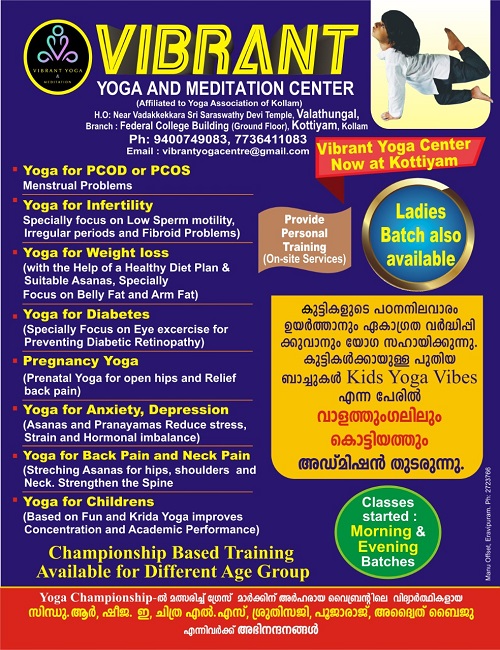 VIBRANT YOGA
&
MEDITATION
VIBRANT
YOGA AND MEDITATION CENTER
(Affiliated to Yoga Association of Kollam)
H.O: Near Vadakkekkara Sri Saraswathy Devi Temple, Valathungal,
Branch : Federal College Building (Ground Floor), Kottiyam, Kollam
Ph: 9400749083, 7736411083
Email : vibrantyogacentre@gmail.com
Vibrant Yoga Center
Now at Kottiyam
Yoga for PCOD or PCOS
Menstrual Problems
Yoga for Infertility
Specially focus on Low Sperm motility,
Irregular periods and Fibroid Problems)
Yoga for Weight loss
(with the Help of a Healthy Diet Plan &
Suitable Asanas, Specially
Focus on Belly Fat and Arm Fat)
Yoga for Diabetes
(Specially Focus on Eye excercise for
Preventing Diabetic Retinopathy)
Pregnancy Yoga
(Prenatal Yoga for open hips and Relief
back pain)
Yoga for Anxiety, Depression
(Asanas and Pranayamas Reduce stress,
Strain and Hormonal imbalance)
Yoga for Back Pain and Neck Pain
(Streching Asanas for hips, shoulders and
Neck. Strengthen the Spine
Yoga for Childrens
(Based on Fun and Krida Yoga improves
Concentration and Academic Performance)
Championship Based Training
Available for Different Age Group
Provide
Personal
Training
(On-site Services)
Ladies
Batch also
available
കുട്ടികളുടെ പഠനനിലവാരം
ഉയർത്താനും ഏകാഗ്രത വർദ്ധിപ്പി
ക്കുവാനും യോഗ സഹായിക്കുന്നു.
കുട്ടികൾക്കായുള്ള പുതിയ
ബാച്ചുകൾ Kids Yoga Vibes
എന്ന പേരിൽ
വാളത്തുംഗലിലും
കൊട്ടിയത്തും
അഡ്മിഷൻ തുടരുന്നു.
Classes
started :
Morning &
Evening
Batches
Manu Offset, Eravipuram. Ph: 2723766
Yoga Championship-ൽ മത്സരിച്ച് ഗ്രേസ് മാർക്കിന് അർഹരായ വൈബ്രന്റിലെ വിദ്യാർത്ഥികളായ
സിന്ധു.ആർ, ഷീജ. ഇ, ചിത്ര എൽ.എസ്, ശ്രുതിസജി, പൂജാരാജ്, അദ്വൈത് ബൈജു
എന്നിവർക്ക് അഭിനന്ദനങ്ങൾ